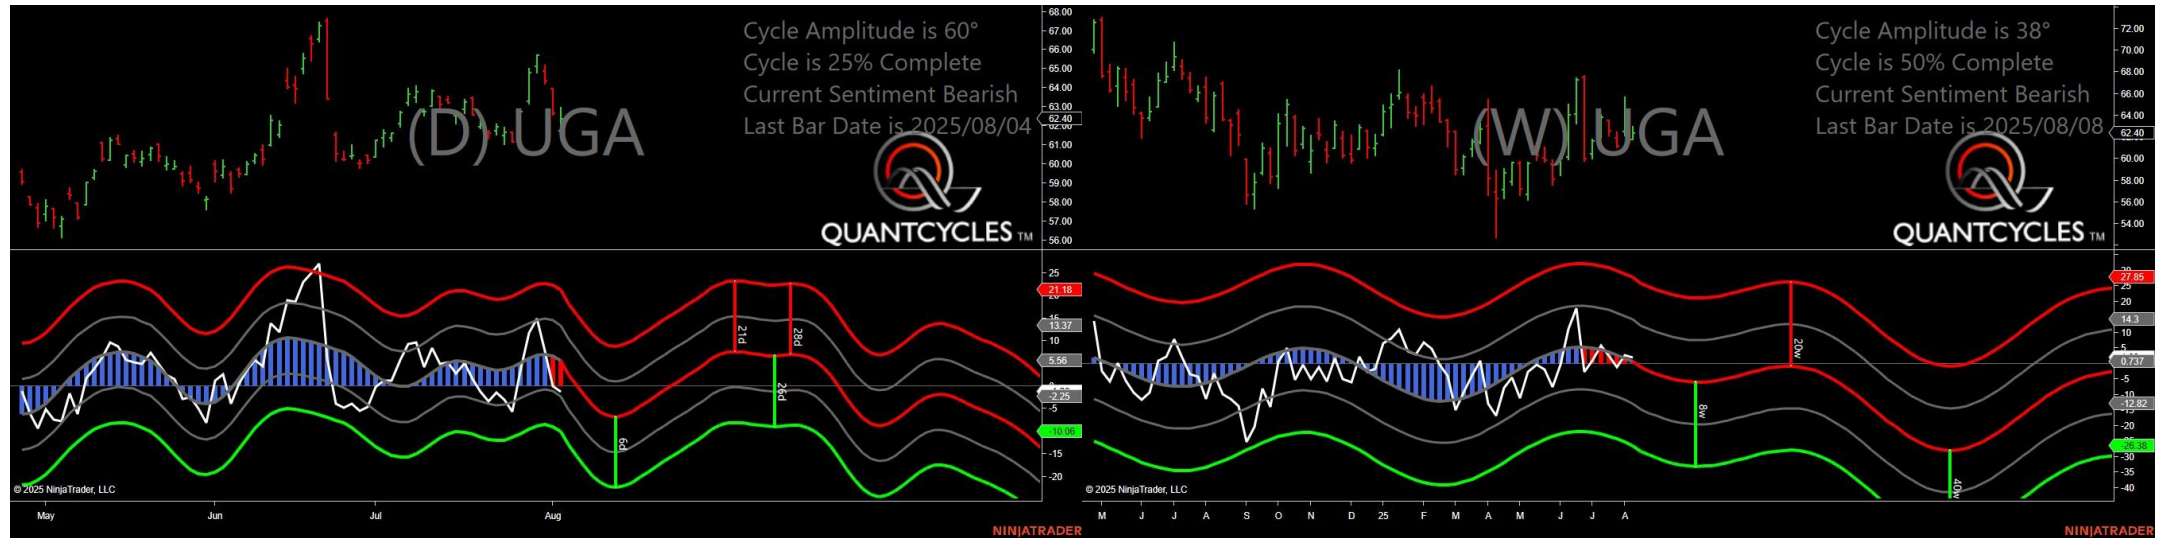 Cycle Amplitude is 60°
Cycle is 25% Complete
Current Sentiment Bearish
Last Bar Date is 2025/08/04
(D) UGA
QUANTCYCLES TM
68.00
67.00
66.00
65.00
64.00
63.00
62.40
62.00
61.00
60.00
59.00
58.00
57.00
56.00
25
21.18
20
15
13.37
10
5.56
0
-2.25
-5
-10.06
-15
-20
21d
28d
26d
6d
© 2025 NinjaTrader, LLC
May Jun Jul Aug
NINJATRADER
Cycle Amplitude is 38°
Cycle is 50% Complete
Current Sentiment Bearish
Last Bar Date is 2025/08/08
(W) UGA
QUANTCYCLES TM
72.00
70.00
68.00
66.00
64.00
62.40
60.00
58.00
56.00
54.00
27.85
25
20
14.3
10
5
0.737
-5
-10
-12.82
-20
-26.38
-30
-35
-40
20w
8w
40w
© 2025 NinjaTrader, LLC
M J J A S O N D 25 F M A M J J A
NINJATRADER